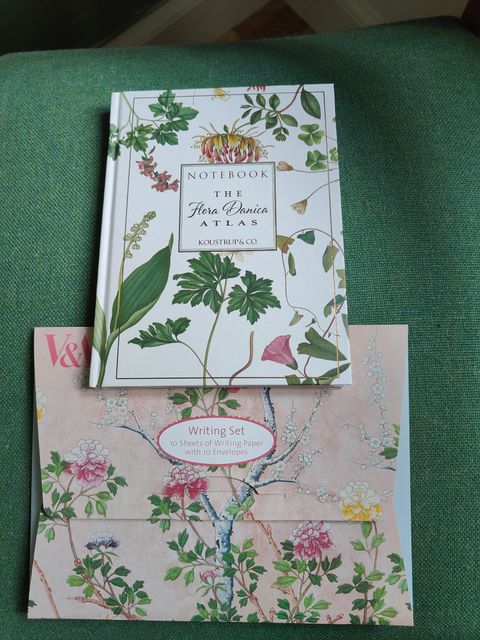 NOTEBOOK
THE
Flora Danica
ATLAS
KOUSTRUP & CO.
V&
Writing Set
10 Sheets of Writing Paper
with 10 Envelopes